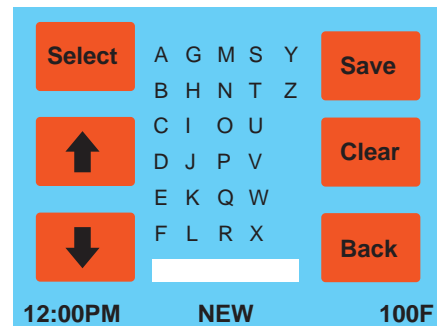 Select
A G M S Y
Save
B H N T Z
C I O U
D J P V
Clear
E K Q W
F L R X
Back
12:00PM NEW 100F